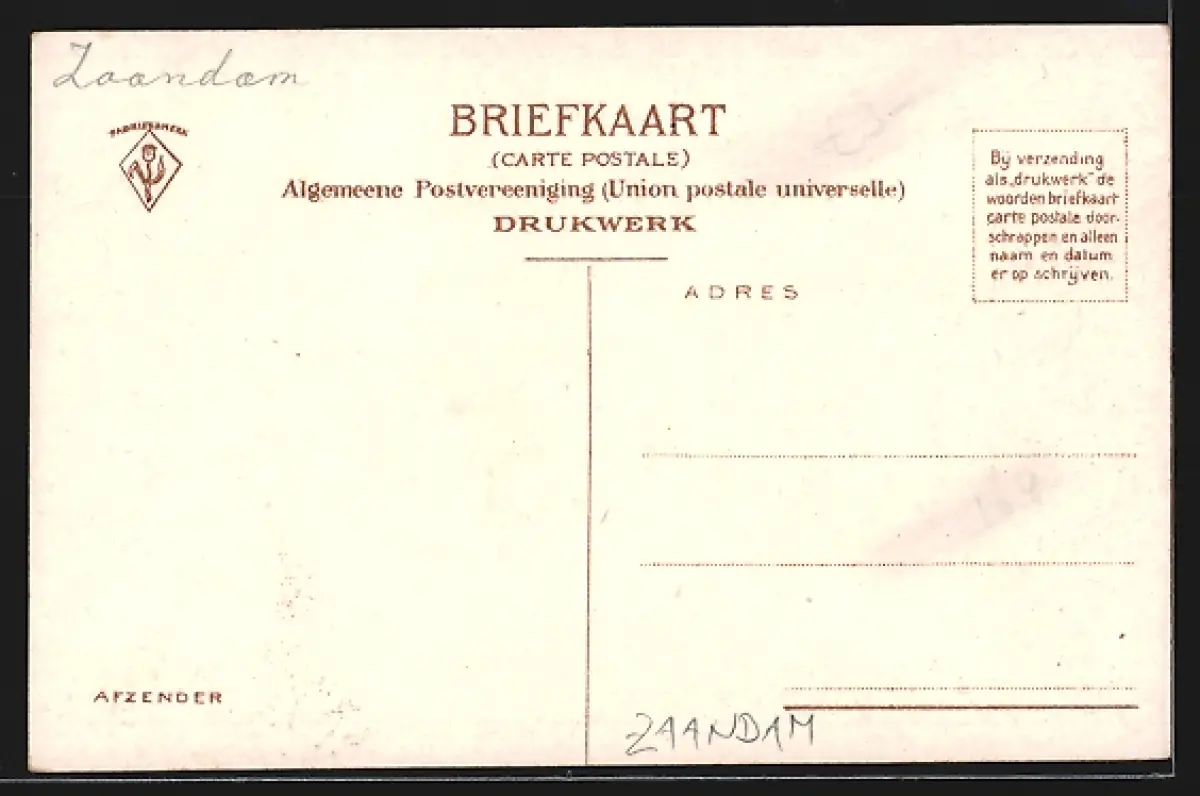 Zaandam
FABRIEKSMERK
BRIEFKAART
(CARTE POSTALE)
Algemeene Postvereeniging (Union postale universelle)
DRUKWERK
Bij verzending
als „drukwerk" de
woorden briefkaart
carte postale door-
schrappen en alleen
naam en datum
er op schrijven.
ADRES
AFZENDER
ZAANDAM